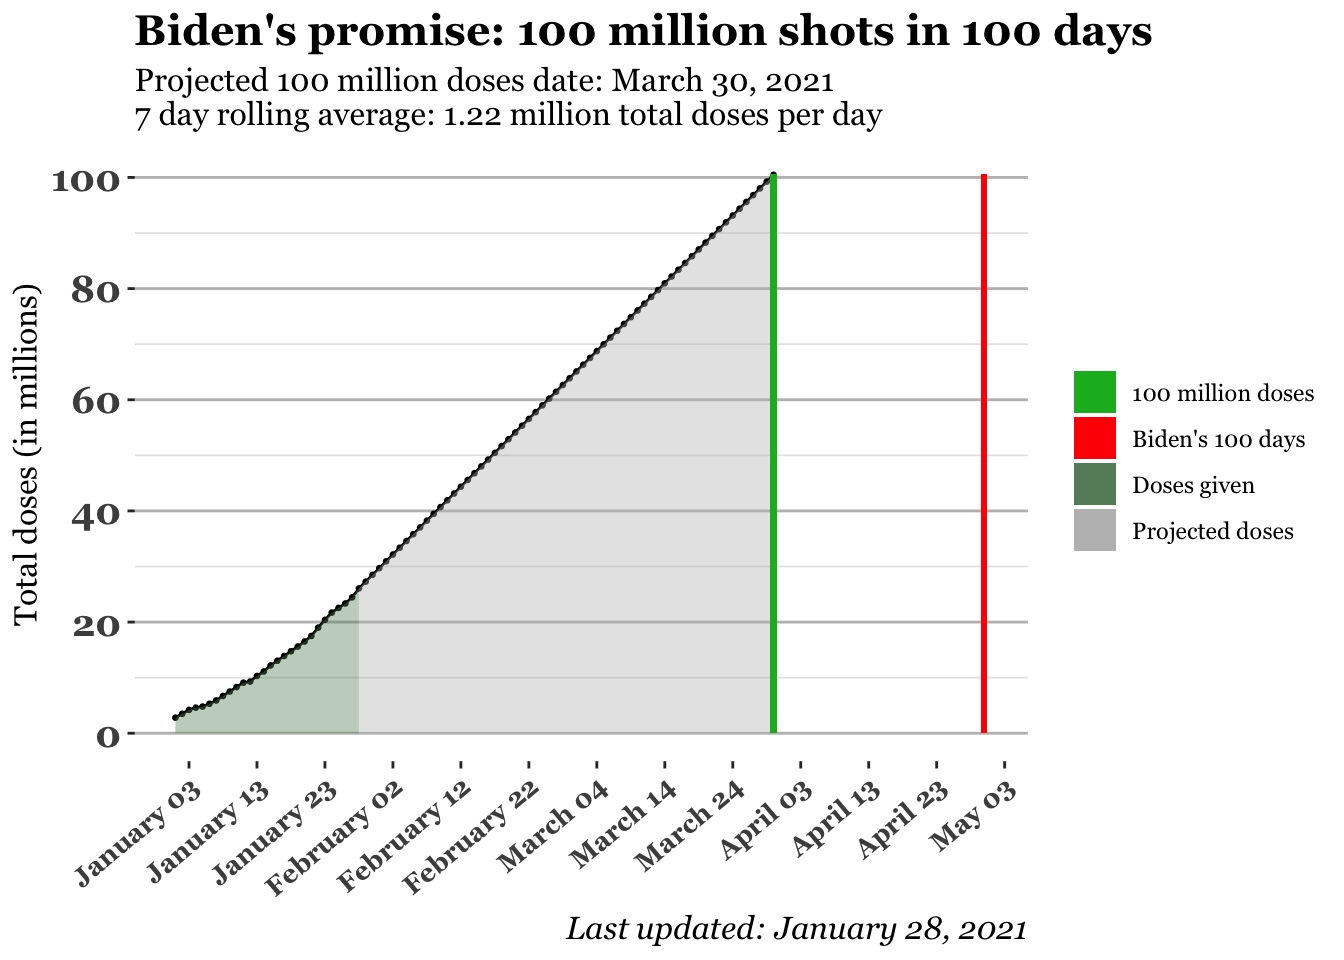 Biden's promise: 100 million shots in 100 days
Projected 100 million doses date: March 30, 2021
7 day rolling average: 1.22 million total doses per day
Total doses (in millions)
100
80
60
40
20
0
January 03
January 13
January 23
February 02
February 12
February 22
March 04
March 14
March 24
April 03
April 13
April 23
May 03
100 million doses
Biden's 100 days
Doses given
Projected doses
Last updated: January 28, 2021